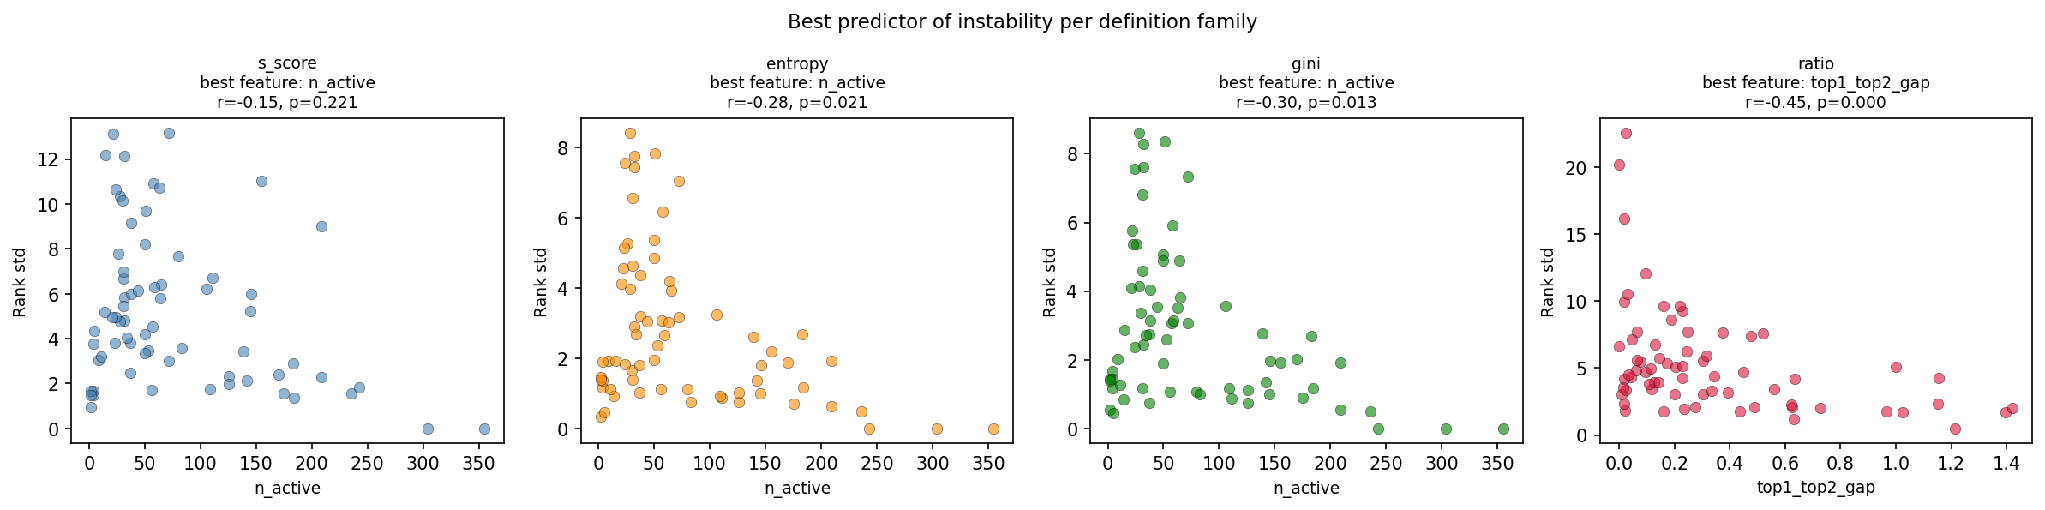 Best predictor of instability per definition family
s_score
best feature: n_active
r=-0.15, p=0.221
Rank std
12
10
8
6
4
2
0
0 50 100 150 200 250 300 350
n_active
entropy
best feature: n_active
r=-0.28, p=0.021
Rank std
8
6
4
2
0
0 50 100 150 200 250 300 350
n_active
gini
best feature: n_active
r=-0.30, p=0.013
Rank std
8
6
4
2
0
0 50 100 150 200 250 300 350
n_active
ratio
best feature: top1_top2_gap
r=-0.45, p=0.000
Rank std
20
15
10
5
0
0.0 0.2 0.4 0.6 0.8 1.0 1.2 1.4
top1_top2_gap